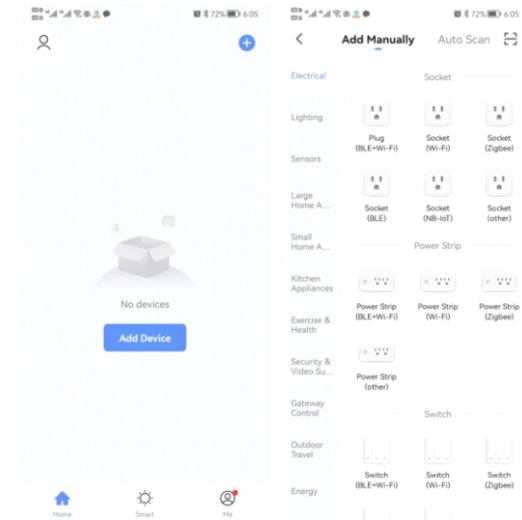 72% 6:05
No devices
Add Device
Home
Smart
Me
72% 6:05
Add Manually
Auto Scan
Electrical
Lighting
Sensors
Large
Home A...
Small
Home A...
Kitchen
Appliances
Exercise &
Health
Security &
Video Su...
Gateway
Control
Outdoor
Travel
Energy
Socket
Plug
(BLE+Wi-Fi)
Socket
(Wi-Fi)
Socket
(Zigbee)
Socket
(BLE)
Socket
(NB-IoT)
Socket
(other)
Power Strip
Power Strip
(BLE+Wi-Fi)
Power Strip
(Wi-Fi)
Power Strip
(Zigbee)
Power Strip
(other)
Switch
Switch
(BLE+Wi-Fi)
Switch
(Wi-Fi)
Switch
(Zigbee)